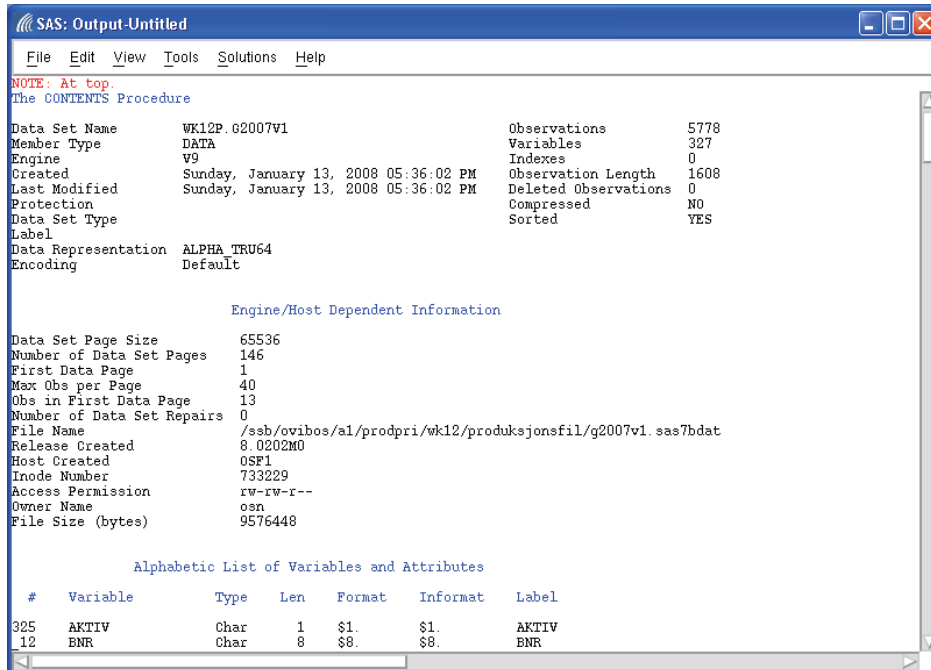 SAS: Output-Untitled
File Edit View Tools Solutions Help
NOTE: At top.
The CONTENTS Procedure
Data Set Name WK12P.G2007V1 Observations 5778
Member Type DATA Variables 327
Engine V9 Indexes 0
Created Sunday, January 13, 2008 05:36:02 PM Observation Length 1608
Last Modified Sunday, January 13, 2008 05:36:02 PM Deleted Observations 0
Protection Compressed NO
Data Set Type Sorted YES
Label
Data Representation ALPHA_TRU64
Encoding Default
Engine/Host Dependent Information
Data Set Page Size 65536
Number of Data Set Pages 146
First Data Page 1
Max Obs per Page 40
Obs in First Data Page 13
Number of Data Set Repairs 0
File Name /ssb/ovibos/a1/prodpri/wk12/produksjonsfil/g2007v1.sas7bdat
Release Created 8.0202M0
Host Created OSF1
Inode Number 733229
Access Permission rw-rw-r--
Owner Name osn
File Size (bytes) 9576448
Alphabetic List of Variables and Attributes
# Variable Type Len Format Informat Label
325 AKTIV Char 1 $1. $1. AKTIV
_12 BNR Char 8 $8. $8. BNR